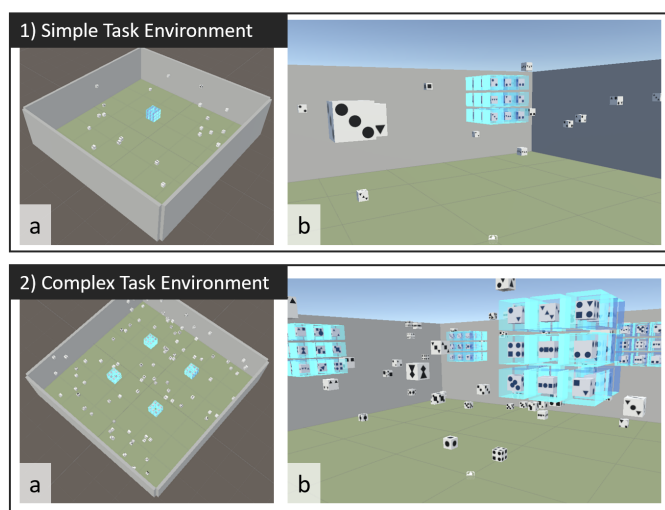 1) Simple Task Environment
a
b
2) Complex Task Environment
a
b